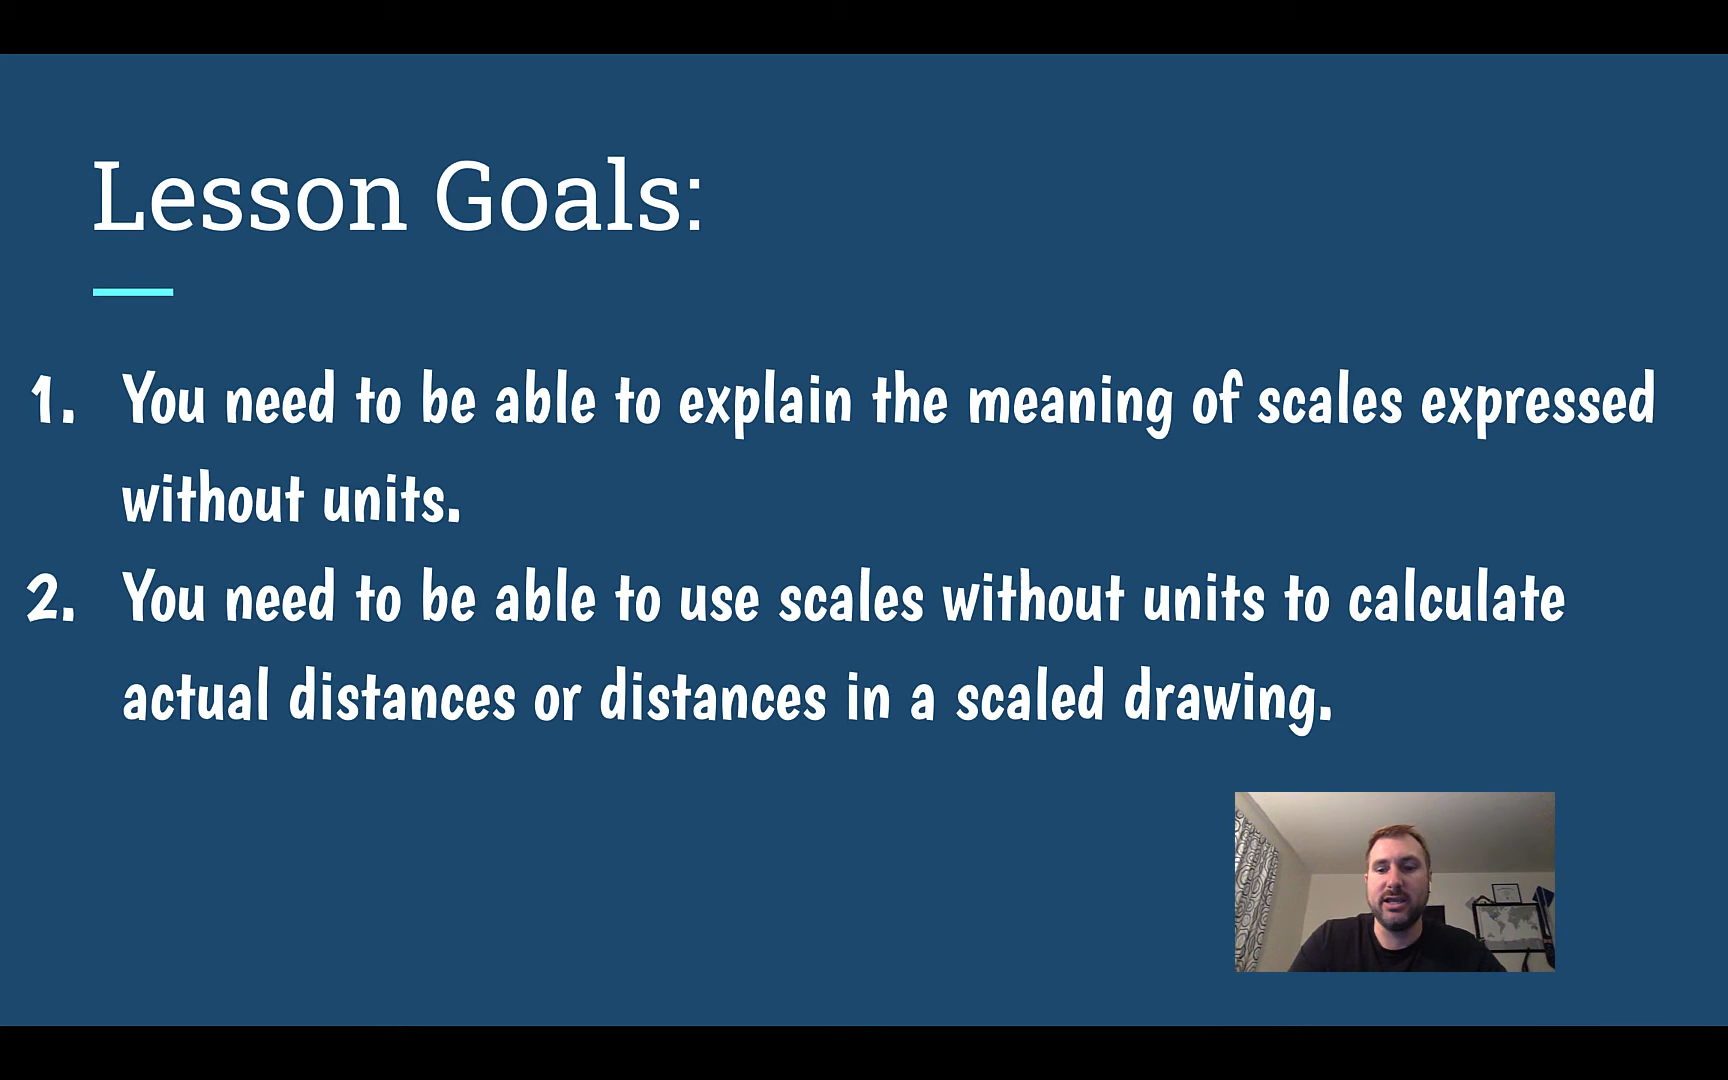 Lesson Goals:
1. You need to be able to explain the meaning of scales expressed
without units.
2. You need to be able to use scales without units to calculate
actual distances or distances in a scaled drawing.